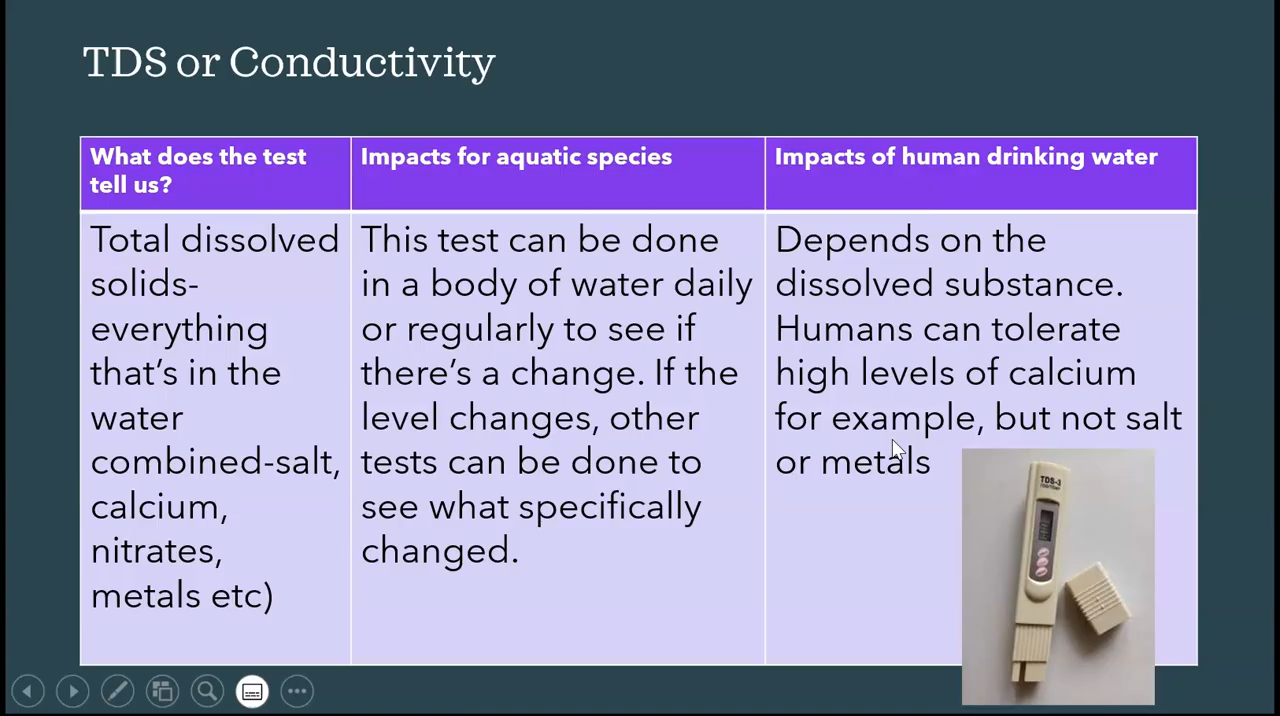 TDS or Conductivity
What does the test
tell us?
Impacts for aquatic species
Impacts of human drinking water
Total dissolved
solids-
everything
that's in the
water
combined-salt,
calcium,
nitrates,
metals etc)
This test can be done
in a body of water daily
or regularly to see if
there's a change. If the
level changes, other
tests can be done to
see what specifically
changed.
Depends on the
dissolved substance.
Humans can tolerate
high levels of calcium
for example, but not salt
or metals
TDS-3